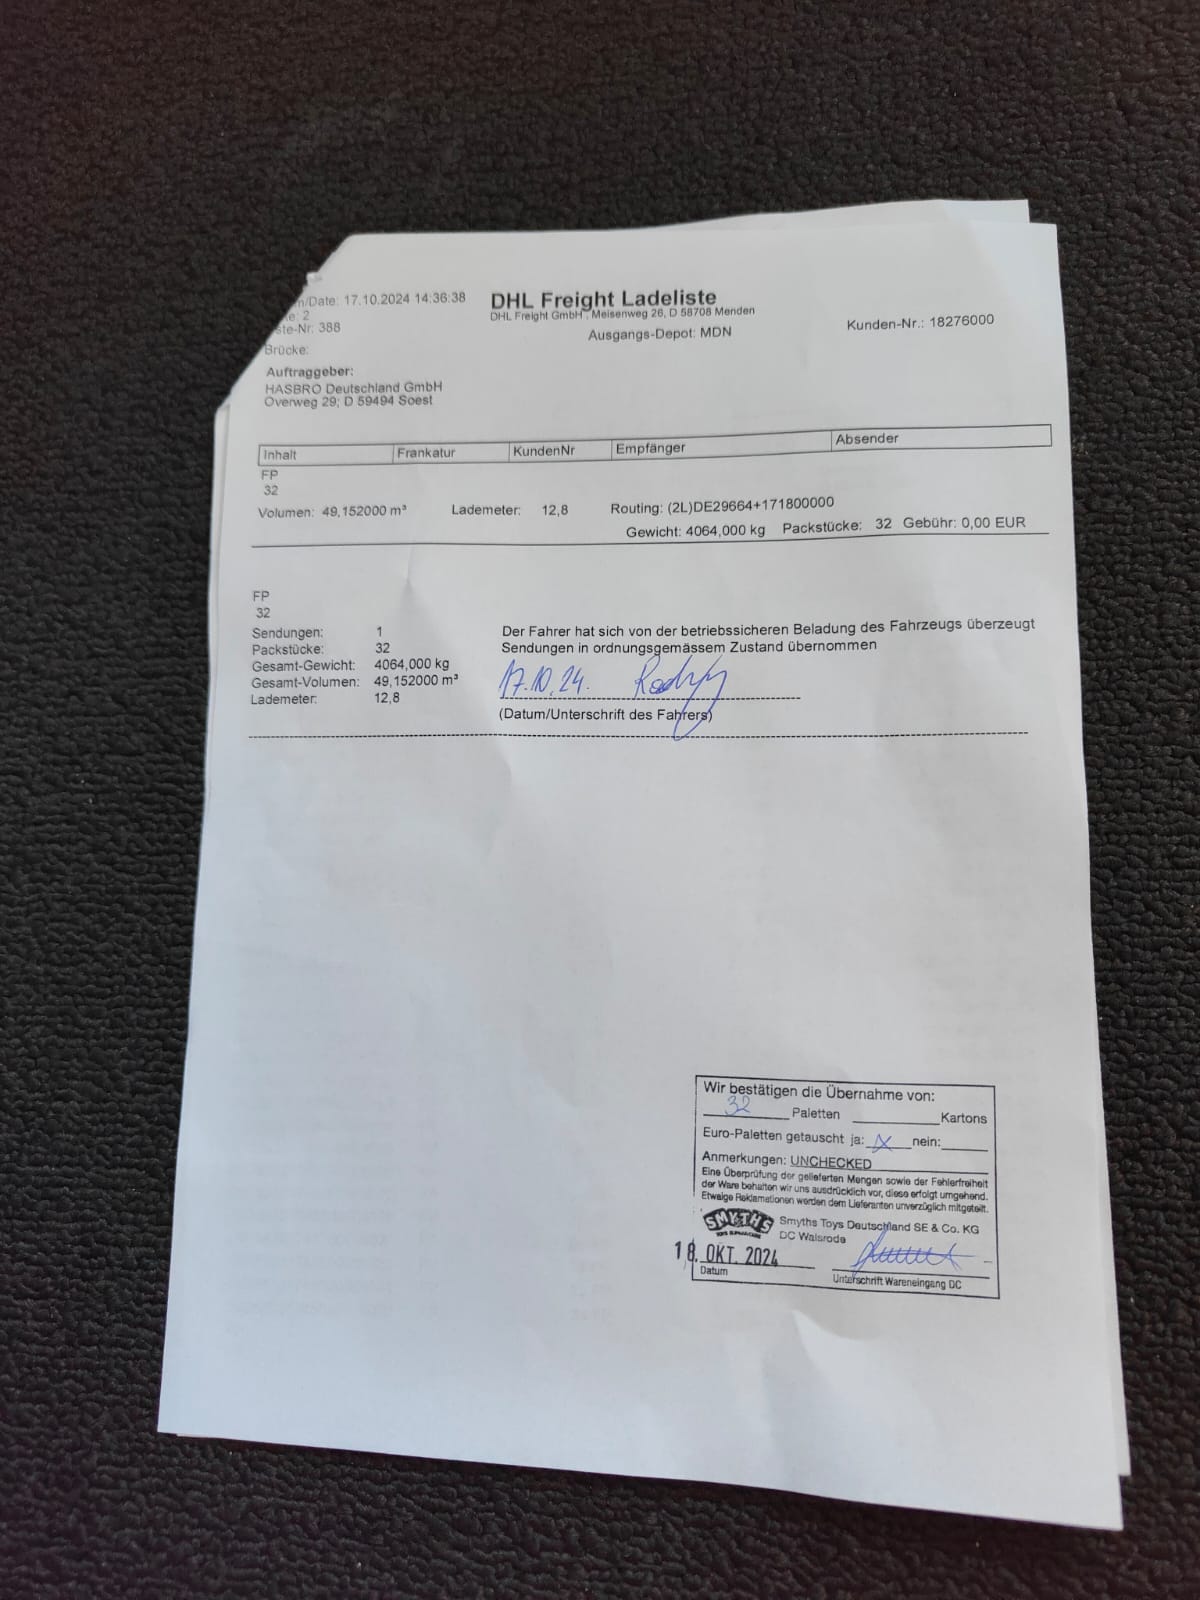 n/Date: 17.10.2024 14:36:38
te: 2
ste-Nr: 388
Brücke:
DHL Freight Ladeliste
DHL Freight GmbH , Meisenweg 26, D 58708 Menden
Ausgangs-Depot: MDN
Kunden-Nr.: 18276000
Auftraggeber:
HASBRO Deutschland GmbH
Overweg 29; D 59494 Soest
Inhalt Frankatur KundenNr Empfänger Absender
FP
32
Volumen: 49,152000 m³ Lademeter: 12,8 Routing: (2L)DE29664+171800000
Gewicht: 4064,000 kg Packstücke: 32 Gebühr: 0,00 EUR
FP
32
Sendungen: 1
Packstücke: 32
Gesamt-Gewicht: 4064,000 kg
Gesamt-Volumen: 49,152000 m³
Lademeter: 12,8
Der Fahrer hat sich von der betriebssicheren Beladung des Fahrzeugs überzeugt
Sendungen in ordnungsgemässem Zustand übernommen
17.10.24.
(Datum/Unterschrift des Fahrers)
Wir bestätigen die Übernahme von:
32 Paletten Kartons
Euro-Paletten getauscht ja: X nein:
Anmerkungen: UNCHECKED
Eine Überprüfung der gelieferten Mengen sowie der Fehlerfreiheit
der Ware behalten wir uns ausdrücklich vor, diese erfolgt umgehend.
Etwaige Reklamationen werden dem Lieferanten unverzüglich mitgeteilt.
SMYTHS
Smyths Toys Deutschland SE & Co. KG
DC Walsrode
18. OKT. 2024
Datum
Unterschrift Wareneingang DC